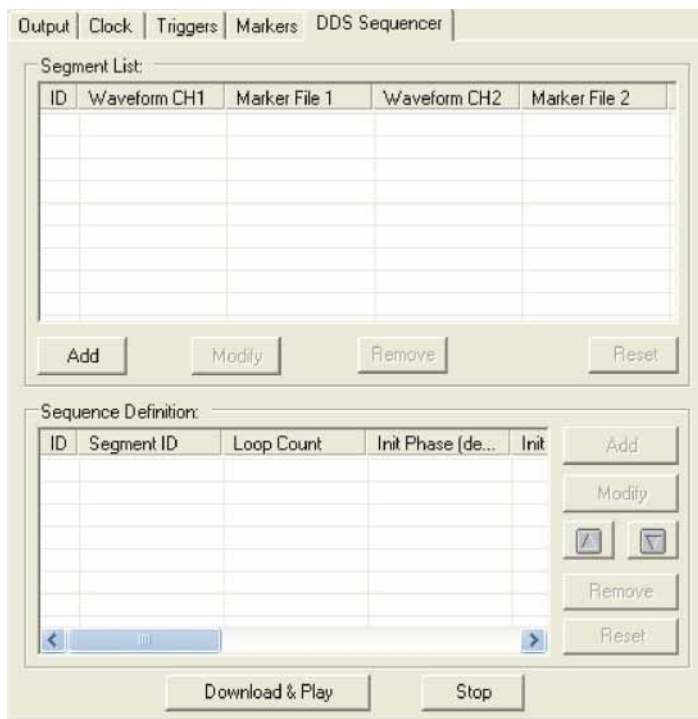 Output Clock Triggers Markers DDS Sequencer
Segment List:
ID Waveform CH1 Marker File 1 Waveform CH2 Marker File 2
Add Modify Remove Reset
Sequence Definition:
ID Segment ID Loop Count Init Phase (de... Init
Add
Modify
Remove
Reset
Download & Play Stop